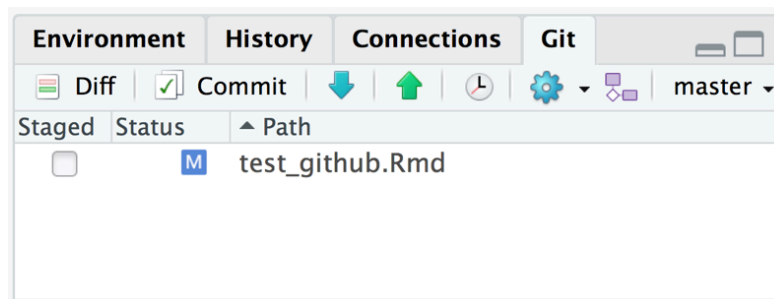 Environment History Connections Git
Diff Commit master
Staged Status Path
M test_github.Rmd